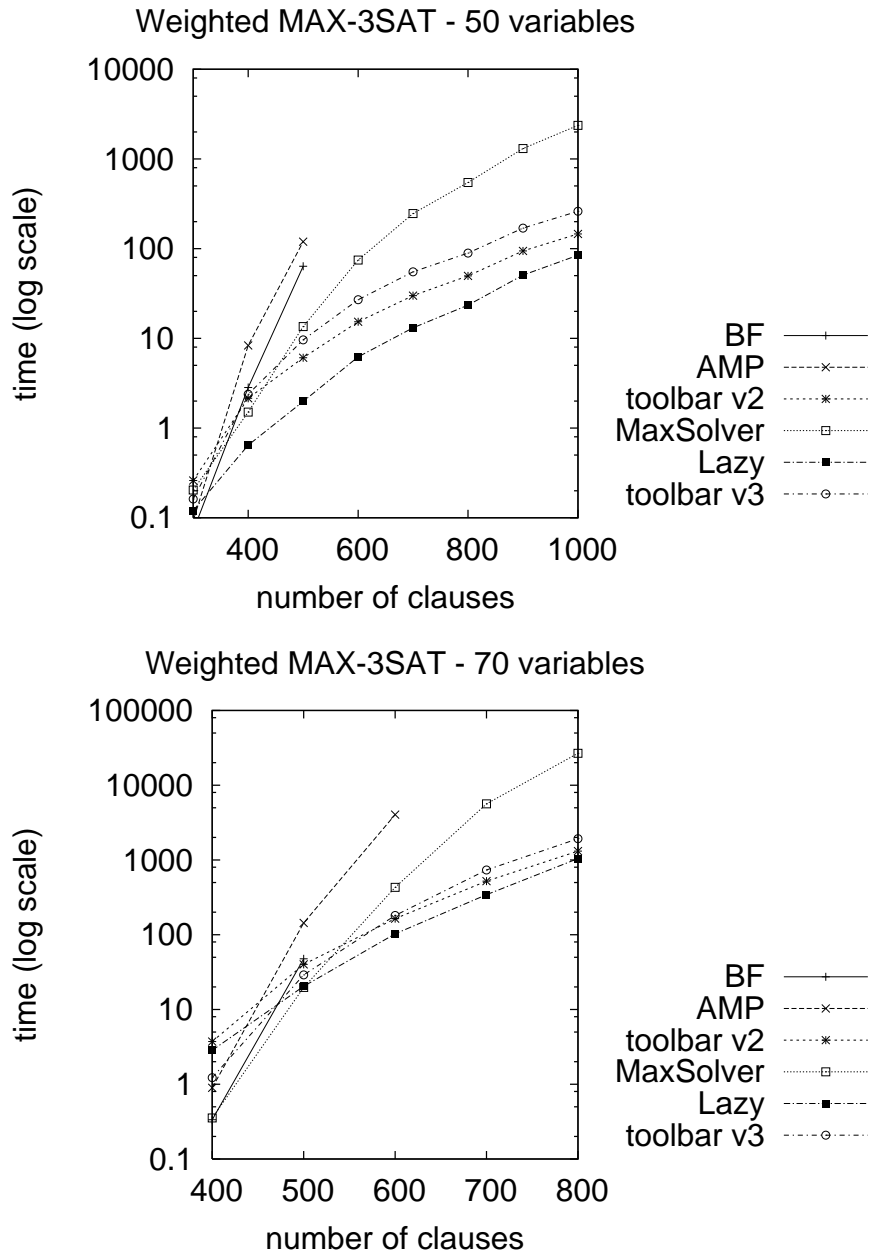 Weighted MAX-3SAT - 50 variables
10000
1000
100
10
1
0.1
time (log scale)
400 600 800 1000
number of clauses
BF
AMP
toolbar v2
MaxSolver
Lazy
toolbar v3
Weighted MAX-3SAT - 70 variables
100000
10000
1000
100
10
1
0.1
time (log scale)
400 500 600 700 800
number of clauses
BF
AMP
toolbar v2
MaxSolver
Lazy
toolbar v3